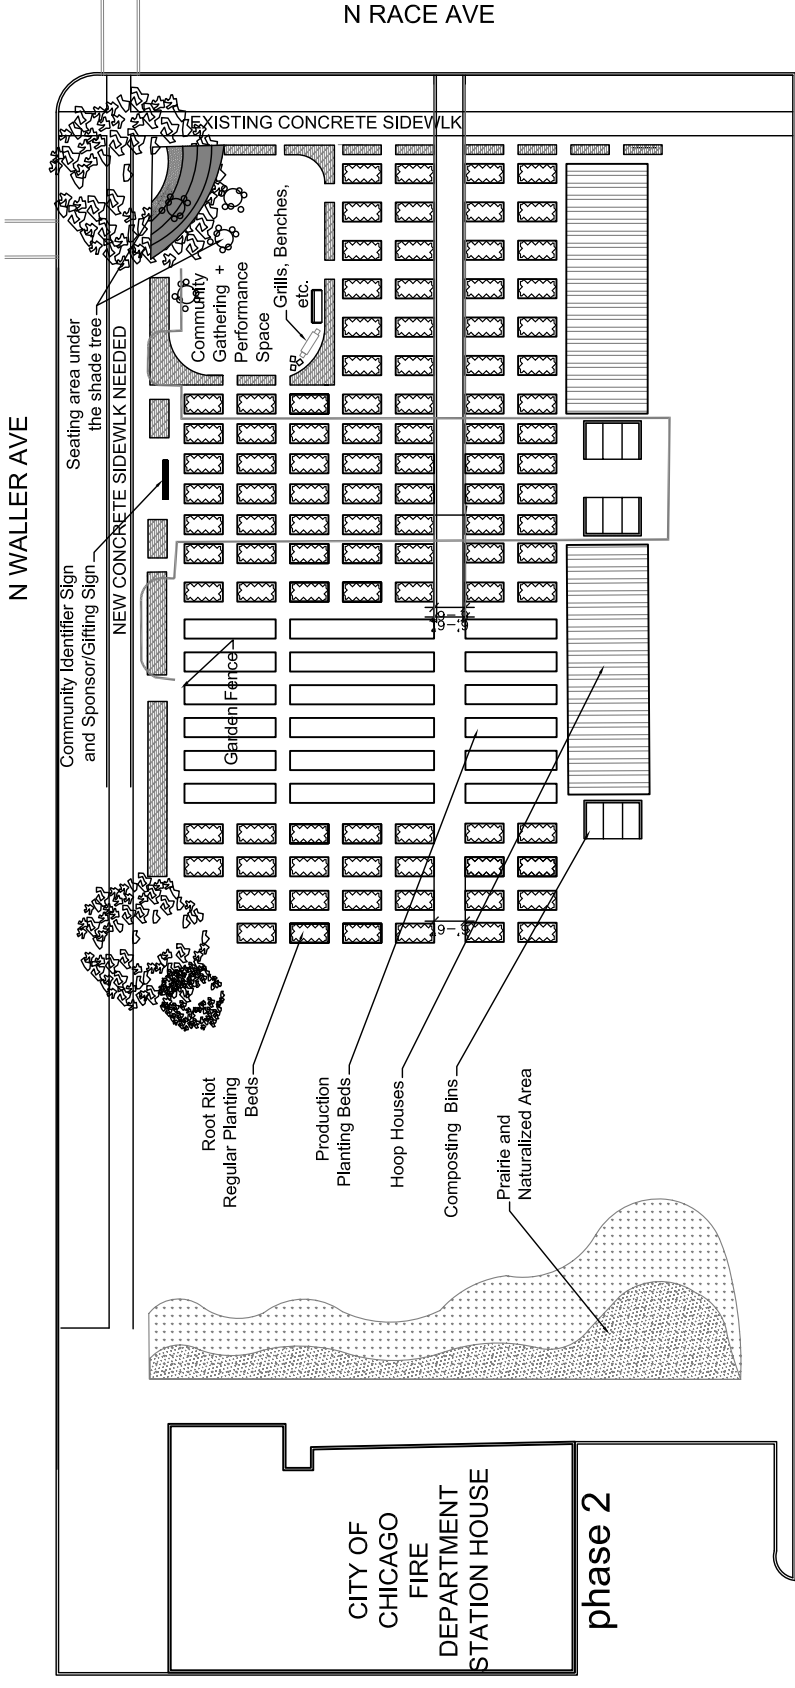 N RACE AVE
EXISTING CONCRETE SIDEWLK
N WALLER AVE
Seating area under
the shade tree
NEW CONCRETE SIDEWLK NEEDED
Community
Gathering +
Performance
Space
Grills, Benches,
etc.
Community Identifier Sign
and Sponsor/Gifting Sign
Garden Fence
Root Riot
Regular Planting
Beds
Production
Planting Beds
Hoop Houses
Composting Bins
Prairie and
Naturalized Area
CITY OF
CHICAGO
FIRE
DEPARTMENT
STATION HOUSE
phase 2